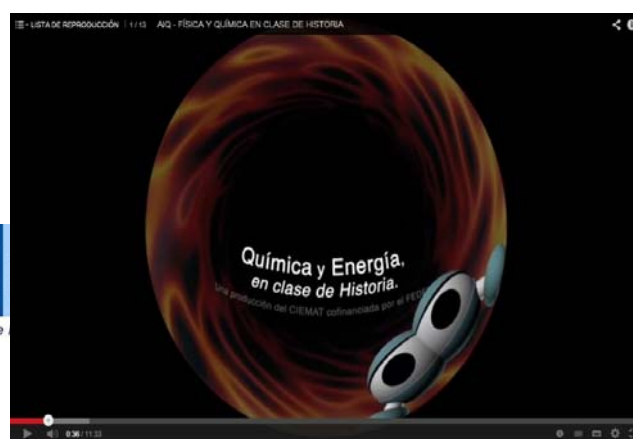 LISTA DE REPRODUCCIÓN | 1 / 13 AIQ - FÍSICA Y QUÍMICA EN CLASE DE HISTORIA
Química y Energía,
en clase de Historia.
Una producción del CIEMAT cofinanciada por el FEDE
0:36 / 11:33